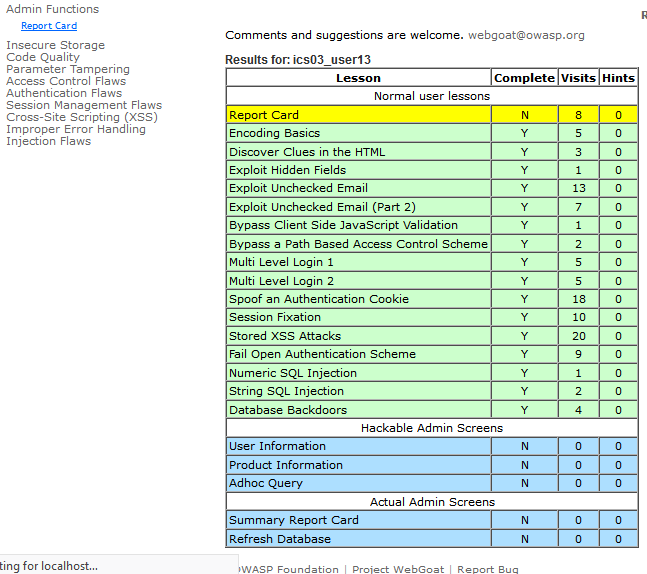 Admin Functions
Report Card
Insecure Storage
Code Quality
Parameter Tampering
Access Control Flaws
Authentication Flaws
Session Management Flaws
Cross-Site Scripting (XSS)
Improper Error Handling
Injection Flaws
R
Comments and suggestions are welcome. webgoat@owasp.org
Results for: ics03_user13
Lesson Complete Visits Hints
Normal user lessons
Report Card N 8 0
Encoding Basics Y 5 0
Discover Clues in the HTML Y 3 0
Exploit Hidden Fields Y 1 0
Exploit Unchecked Email Y 13 0
Exploit Unchecked Email (Part 2) Y 7 0
Bypass Client Side JavaScript Validation Y 1 0
Bypass a Path Based Access Control Scheme Y 2 0
Multi Level Login 1 Y 5 0
Multi Level Login 2 Y 5 0
Spoof an Authentication Cookie Y 18 0
Session Fixation Y 10 0
Stored XSS Attacks Y 20 0
Fail Open Authentication Scheme Y 9 0
Numeric SQL Injection Y 1 0
String SQL Injection Y 2 0
Database Backdoors Y 4 0
Hackable Admin Screens
User Information N 0 0
Product Information N 0 0
Adhoc Query N 0 0
Actual Admin Screens
Summary Report Card N 0 0
Refresh Database N 0 0
ting for localhost...
OWASP Foundation | Project WebGoat | Report Bug